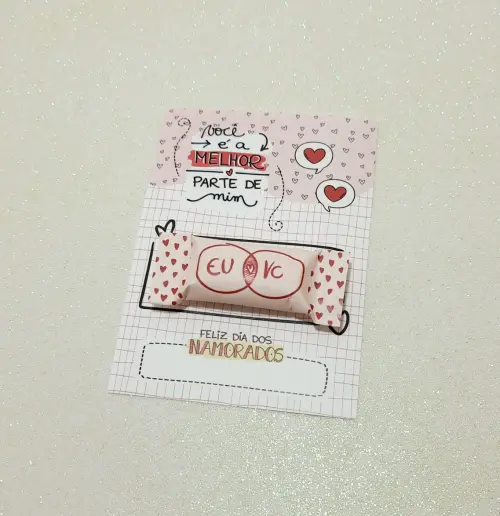 você
é a
MELHOR
PARTE DE
mim
EU VC
FELIZ DIA DOS
NAMORADOS